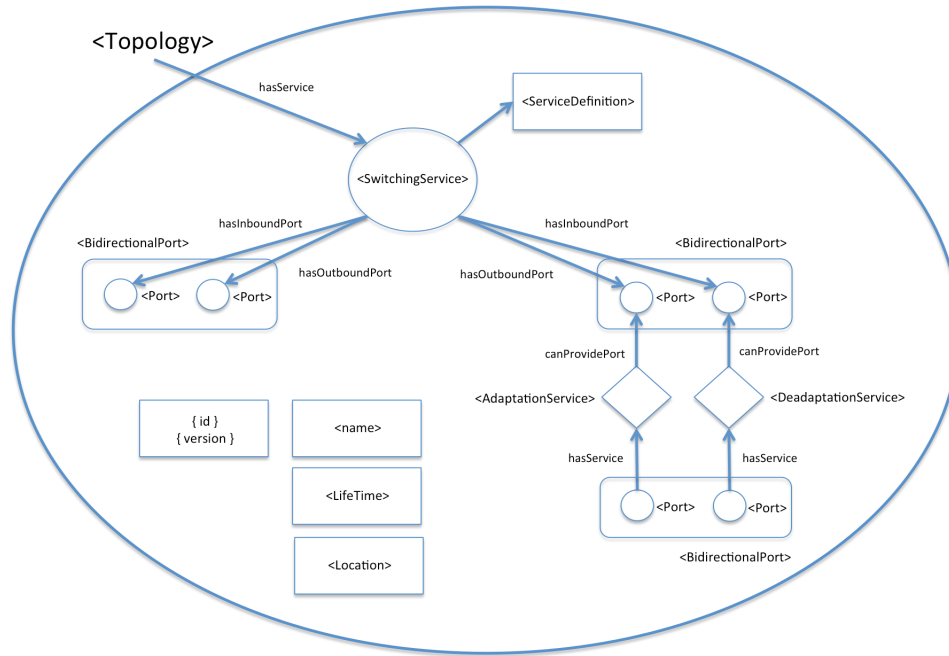 <Topology>
hasService
<ServiceDefinition>
<SwitchingService>
hasInboundPort
hasInboundPort
<BidirectionalPort>
<BidirectionalPort>
hasOutboundPort
hasOutboundPort
<Port>
<Port>
<Port>
<Port>
canProvidePort
canProvidePort
<AdaptationService>
<DeadaptationService>
{ id }
{ version }
<name>
hasService
hasService
<LifeTime>
<Port>
<Port>
<Location>
<BidirectionalPort>